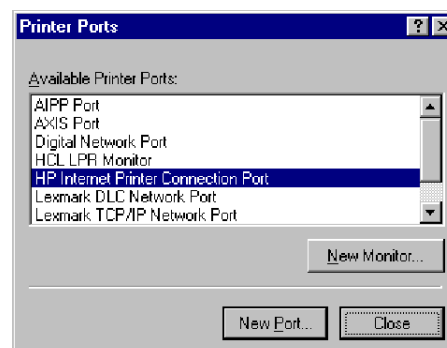 Printer Ports
Available Printer Ports:
AIPP Port
AXIS Port
Digital Network Port
HCL LPR Monitor
HP Internet Printer Connection Port
Lexmark DLC Network Port
Lexmark TCP/IP Network Port
New Monitor...
New Port...
Close